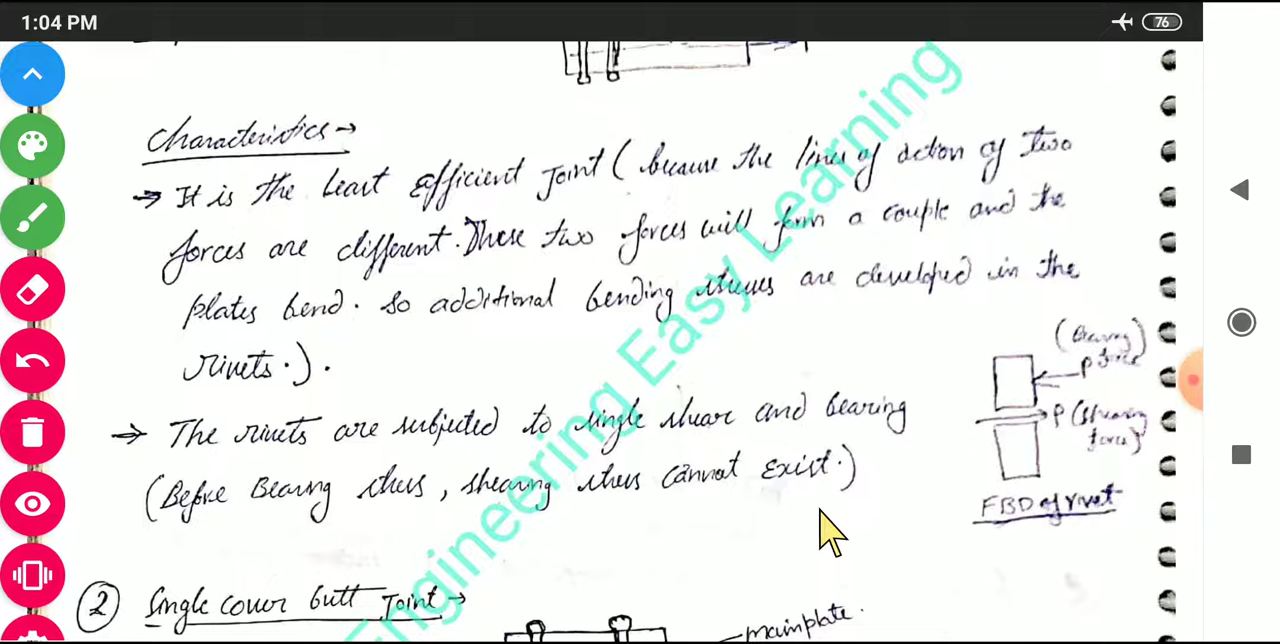 1:04 PM
76
Characteristics →
→ It is the least efficient Joint (because the lines of action of two
forces are different. These two forces will form a couple and the
plates bend. So additional bending stresses are developed in the
rivets.).
(Bearing)
P force
→ The rivets are subjected to single shear and bearing
P (shearing
force)
(Before Bearing stress, shearing stress cannot exist.)
FBD of rivet
② Single cover butt Joint →
main plate.
Engineering Easy Learning